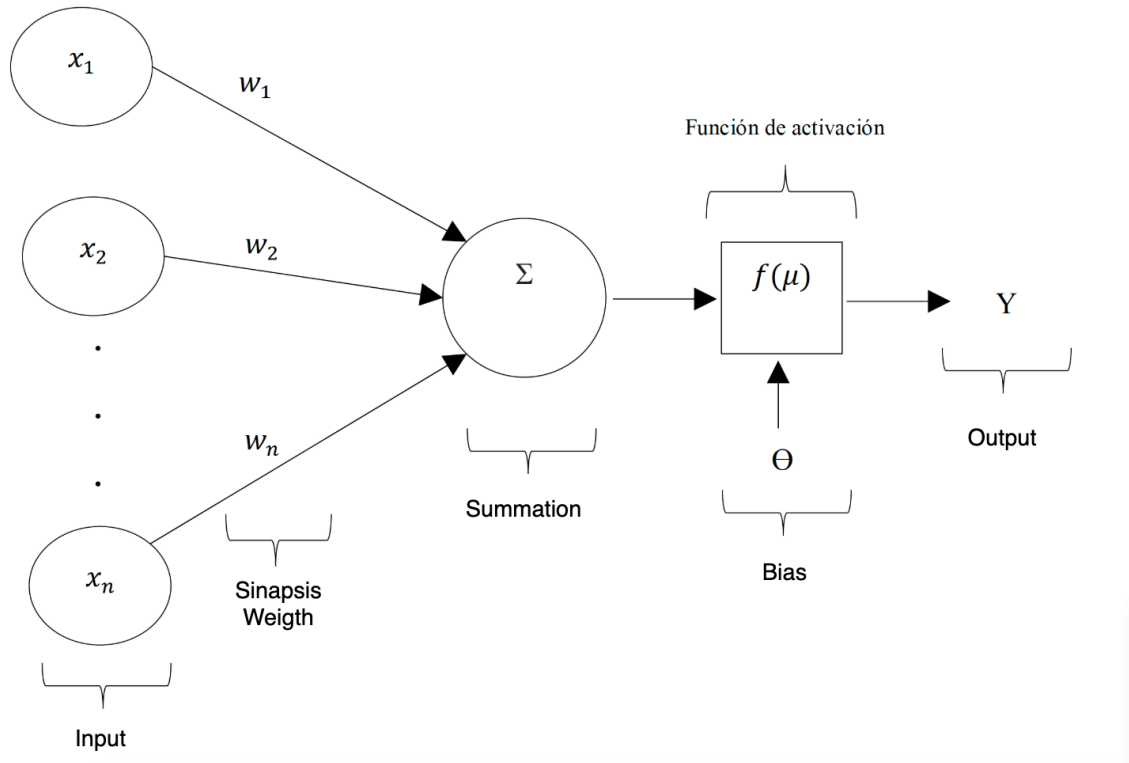 x₁
w₁
Función de activación
x₂
w₂
Σ
f(μ)
Y
wₙ
Output
Ɵ
Summation
Bias
xₙ
Sinapsis
Weigth
Input